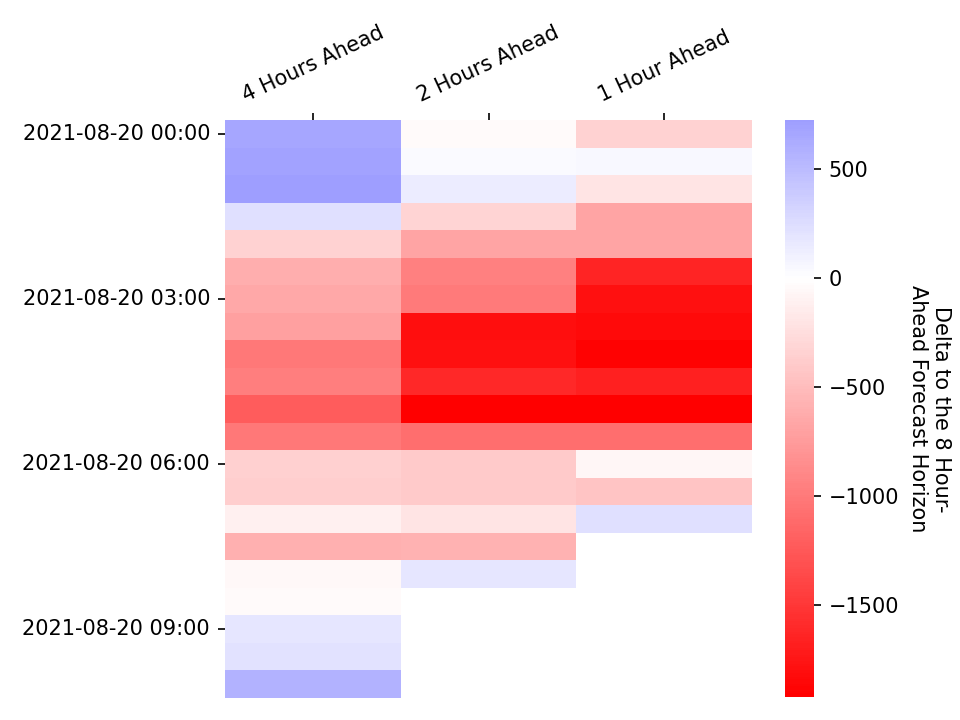 4 Hours Ahead
2 Hours Ahead
1 Hour Ahead
2021-08-20 00:00
2021-08-20 03:00
2021-08-20 06:00
2021-08-20 09:00
500
0
−500
−1000
−1500
Delta to the 8 Hour-
Ahead Forecast Horizon